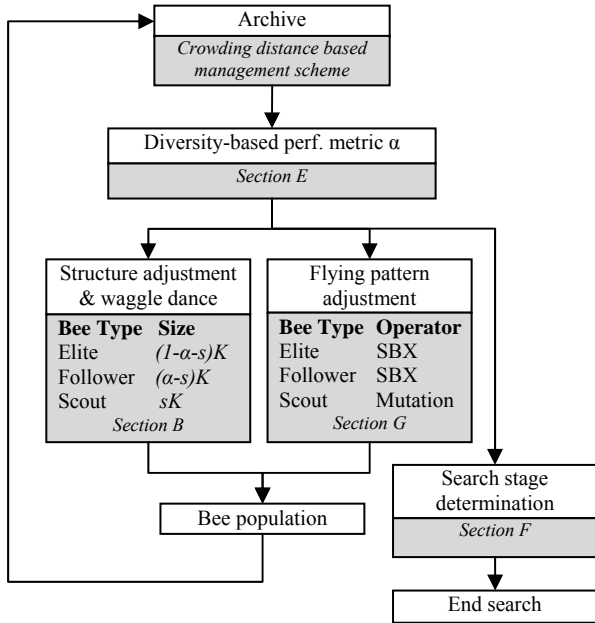 Archive
Crowding distance based
management scheme
Diversity-based perf. metric α
Section E
Structure adjustment
& waggle dance
Bee Type Size
Elite (1-α-s)K
Follower (α-s)K
Scout sK
Section B
Flying pattern
adjustment
Bee Type Operator
Elite SBX
Follower SBX
Scout Mutation
Section G
Bee population
Search stage
determination
Section F
End search